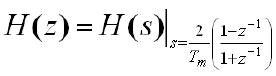 H(z) = H(s)|_{s=\frac{2}{T_m}\left(\frac{1-z^{-1}}{1+z^{-1}}\right)}